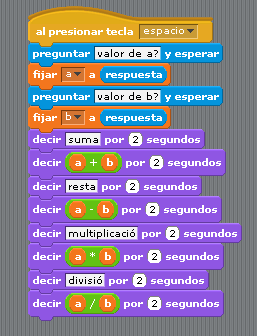 al presionar tecla espacio
preguntar valor de a? y esperar
fijar a a respuesta
preguntar valor de b? y esperar
fijar b a respuesta
decir suma por 2 segundos
decir a + b por 2 segundos
decir resta por 2 segundos
decir a - b por 2 segundos
decir multiplicació por 2 segundos
decir a * b por 2 segundos
decir divisió por 2 segundos
decir a / b por 2 segundos